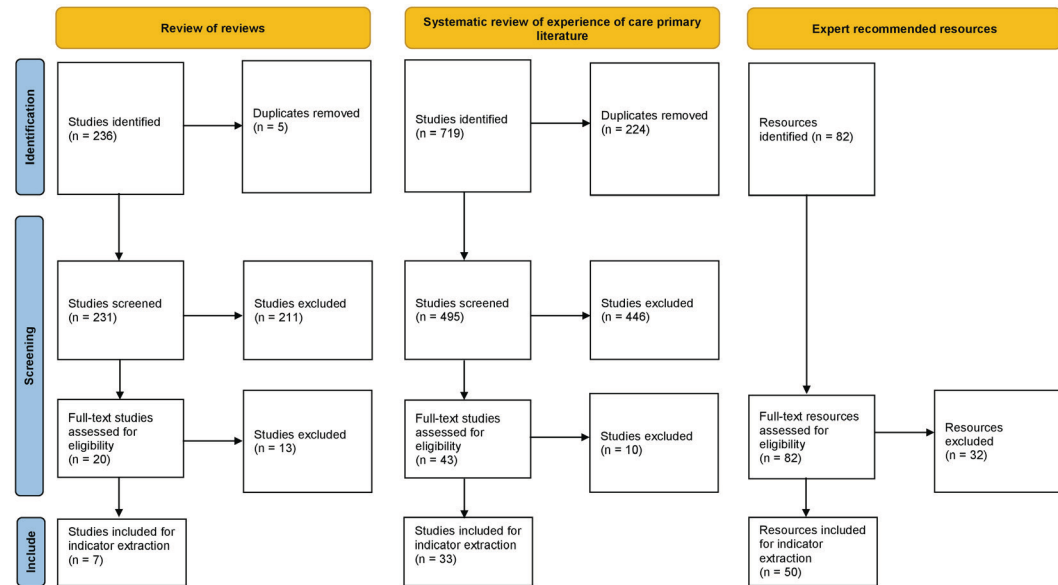 Review of reviews
Systematic review of experience of care primary
literature
Expert recommended resources
Identification
Studies identified
(n = 236)
Duplicates removed
(n = 5)
Studies identified
(n = 719)
Duplicates removed
(n = 224)
Resources
identified (n = 82)
Screening
Studies screened
(n = 231)
Studies excluded
(n = 211)
Studies screened
(n = 495)
Studies excluded
(n = 446)
Full-text studies
assessed for
eligibility
(n = 20)
Studies excluded
(n = 13)
Full-text studies
assessed for
eligibility
(n = 43)
Studies excluded
(n = 10)
Full-text resources
assessed for
eligibility
(n = 82)
Resources
excluded (n = 32)
Include
Studies included for
indicator extraction
(n = 7)
Studies included for
indicator extraction
(n = 33)
Resources included
for indicator
extraction
(n = 50)